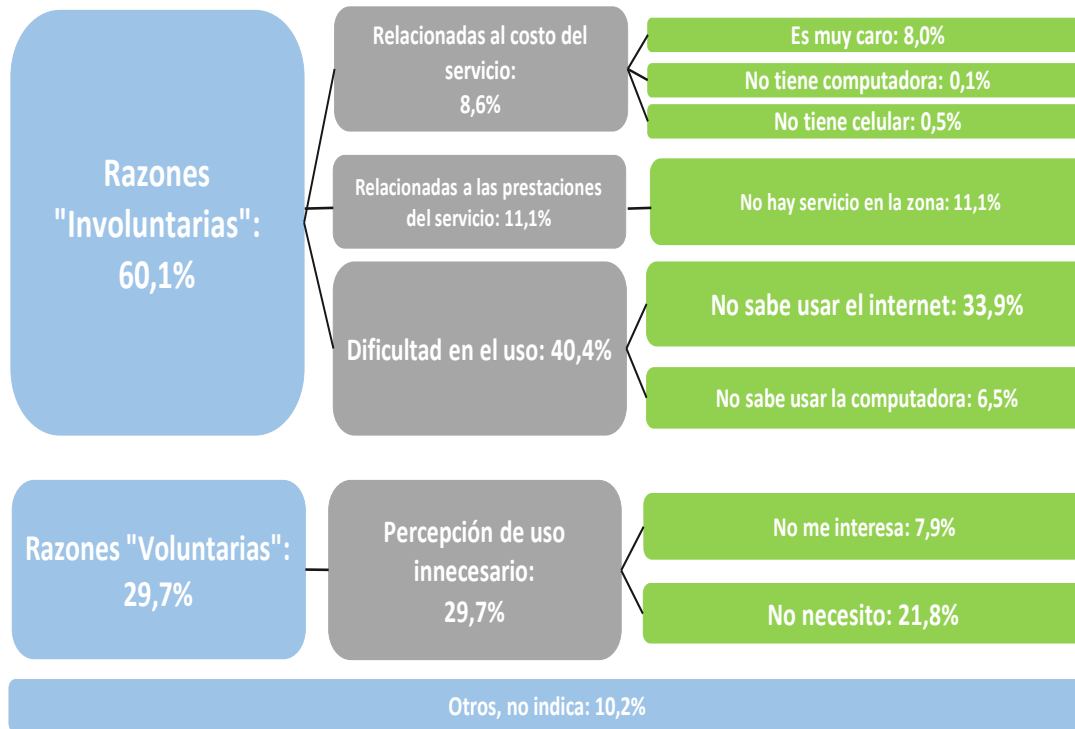 Razones
"Involuntarias":
60,1%
Relacionadas al costo del
servicio:
8,6%
Es muy caro: 8,0%
No tiene computadora: 0,1%
No tiene celular: 0,5%
Relacionadas a las prestaciones
del servicio: 11,1%
No hay servicio en la zona: 11,1%
Dificultad en el uso: 40,4%
No sabe usar el internet: 33,9%
No sabe usar la computadora: 6,5%
Razones "Voluntarias":
29,7%
Percepción de uso
innecesario:
29,7%
No me interesa: 7,9%
No necesito: 21,8%
Otros, no indica: 10,2%